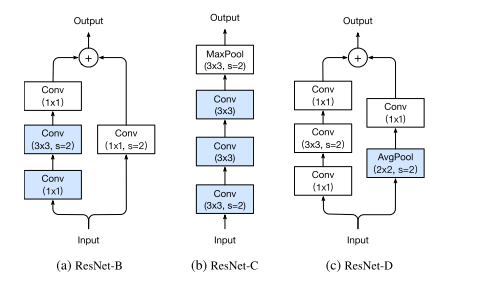 Output
+
Conv
(1x1)
Conv
(3x3, s=2)
Conv
(1x1)
Conv
(1x1, s=2)
Input
(a) ResNet-B
Output
MaxPool
(3x3, s=2)
Conv
(3x3)
Conv
(3x3)
Conv
(3x3, s=2)
Input
(b) ResNet-C
Output
+
Conv
(1x1)
Conv
(3x3, s=2)
Conv
(1x1)
Conv
(1x1)
AvgPool
(2x2, s=2)
Input
(c) ResNet-D